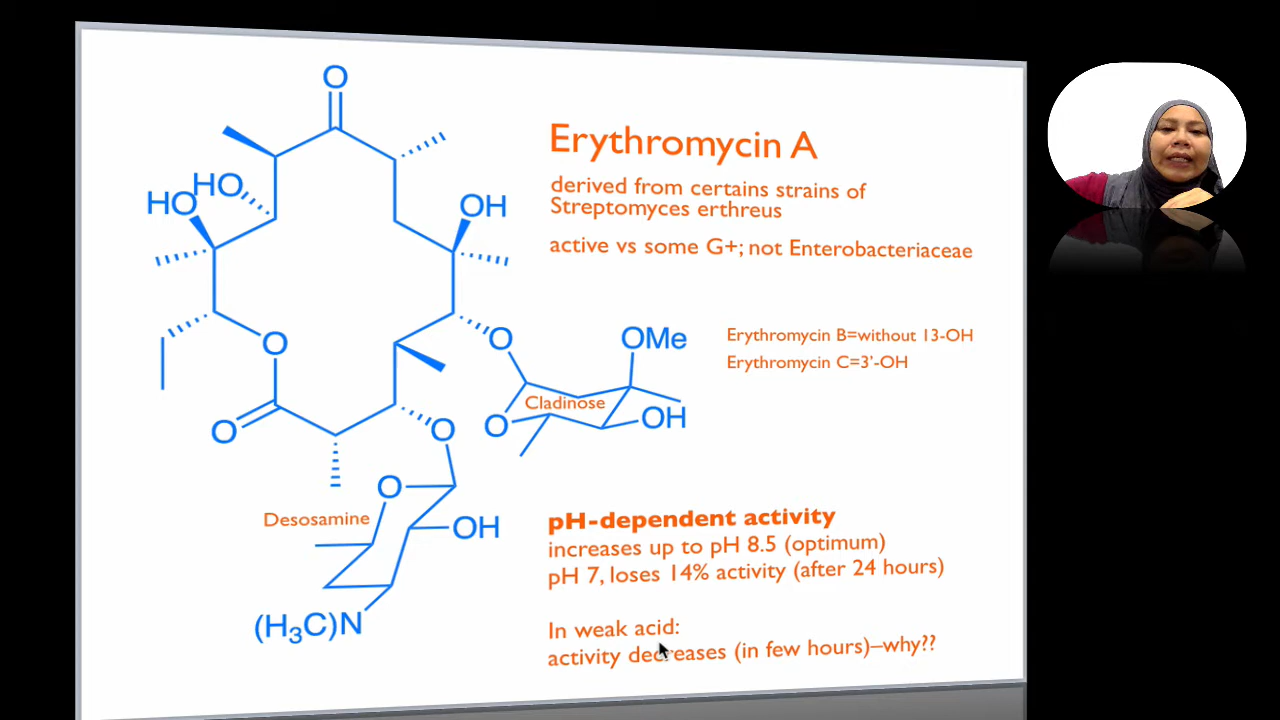 O
HO
HO
OH
O
O
OMe
Cladinose
O
OH
O
O
O
Desosamine
OH
(H3C)N
Erythromycin A
derived from certains strains of
Streptomyces erthreus
active vs some G+; not Enterobacteriaceae
Erythromycin B=without 13-OH
Erythromycin C=3'-OH
pH-dependent activity
increases up to pH 8.5 (optimum)
pH 7, loses 14% activity (after 24 hours)
In weak acid:
activity decreases (in few hours)–why??